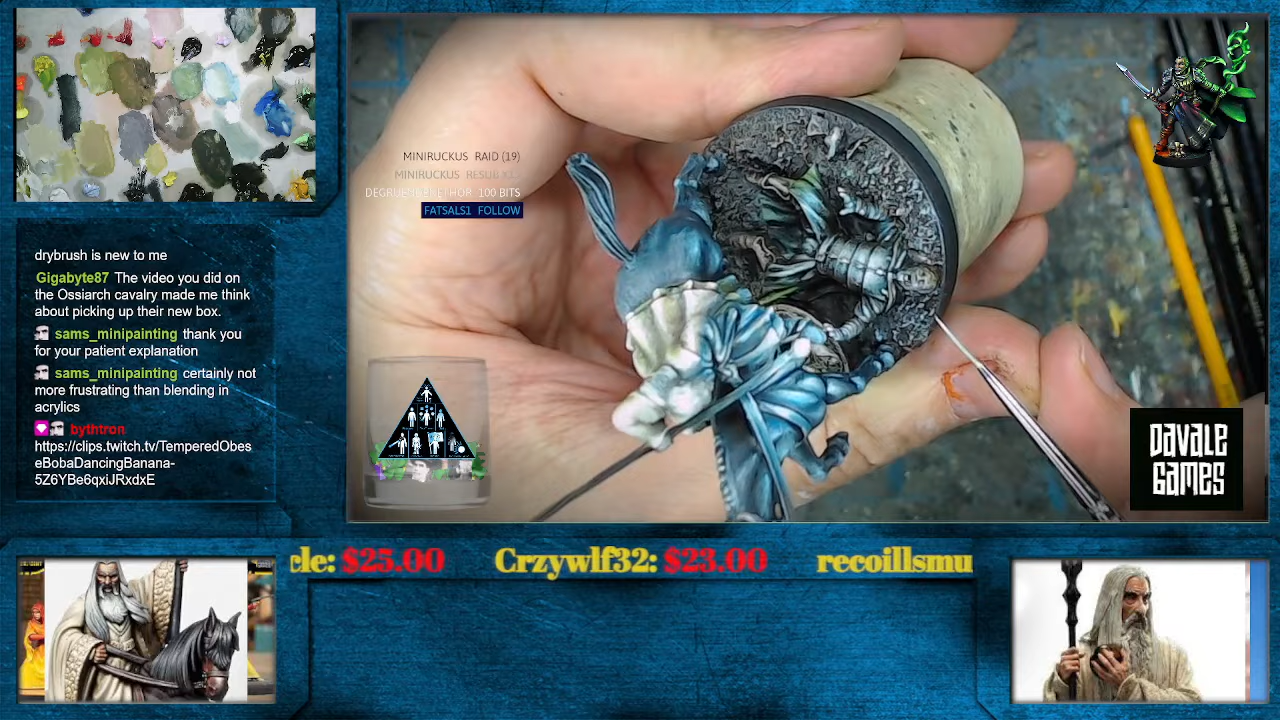 MINIRUCKUS RAID (19)
MINIRUCKUS RESUB X12
100 BITS
FATSALS1 FOLLOW
drybrush is new to me
Gigabyte87 The video you did on
the Ossiarch cavalry made me think
about picking up their new box.
sams_minipainting thank you
for your patient explanation
sams_minipainting certainly not
more frustrating than blending in
acrylics
bythtron
https://clips.twitch.tv/TemperedObes
eBobaDancingBanana-
5Z6YBe6qxiJRxdxE
DAVALE
GAMES
cle: $25.00 Crzywlf32: $23.00 recoillsmu